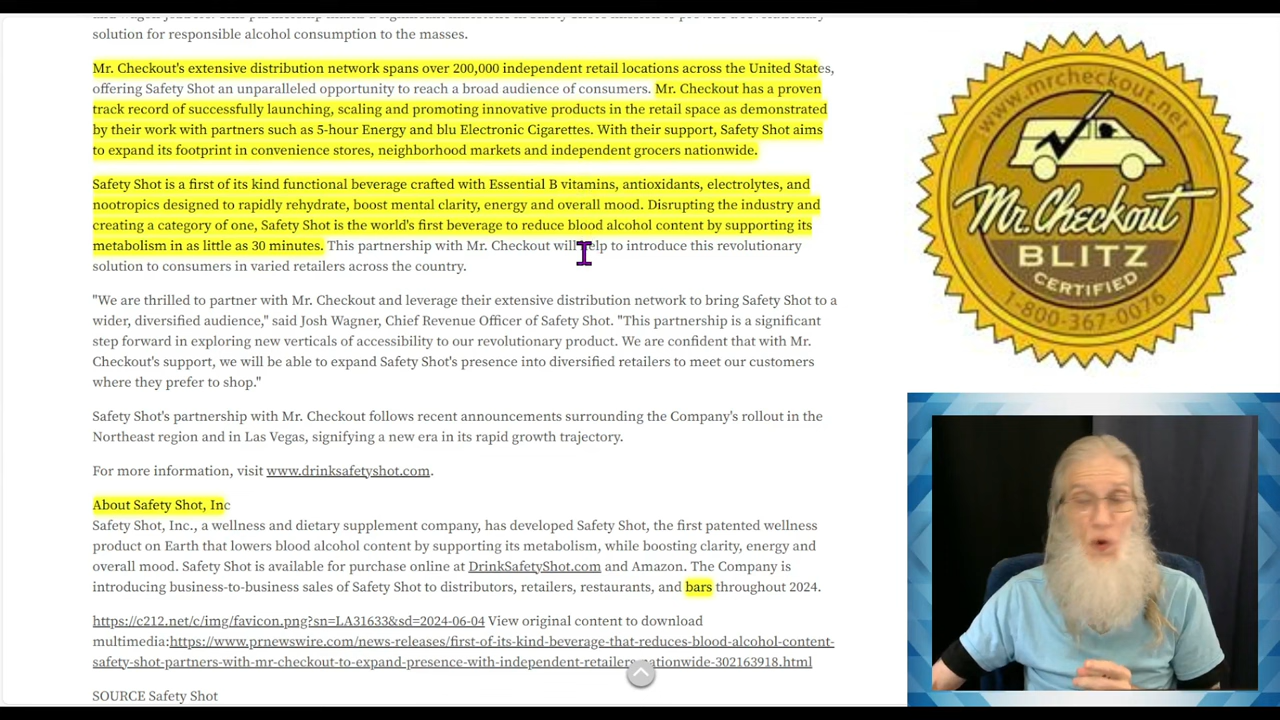 solution for responsible alcohol consumption to the masses.
Mr. Checkout's extensive distribution network spans over 200,000 independent retail locations across the United States,
offering Safety Shot an unparalleled opportunity to reach a broad audience of consumers. Mr. Checkout has a proven
track record of successfully launching, scaling and promoting innovative products in the retail space as demonstrated
by their work with partners such as 5-hour Energy and blu Electronic Cigarettes. With their support, Safety Shot aims
to expand its footprint in convenience stores, neighborhood markets and independent grocers nationwide.
Safety Shot is a first of its kind functional beverage crafted with Essential B vitamins, antioxidants, electrolytes, and
nootropics designed to rapidly rehydrate, boost mental clarity, energy and overall mood. Disrupting the industry and
creating a category of one, Safety Shot is the world's first beverage to reduce blood alcohol content by supporting its
metabolism in as little as 30 minutes. This partnership with Mr. Checkout will help to introduce this revolutionary
solution to consumers in varied retailers across the country.
"We are thrilled to partner with Mr. Checkout and leverage their extensive distribution network to bring Safety Shot to a
wider, diversified audience," said Josh Wagner, Chief Revenue Officer of Safety Shot. "This partnership is a significant
step forward in exploring new verticals of accessibility to our revolutionary product. We are confident that with Mr.
Checkout's support, we will be able to expand Safety Shot's presence into diversified retailers to meet our customers
where they prefer to shop."
Safety Shot's partnership with Mr. Checkout follows recent announcements surrounding the Company's rollout in the
Northeast region and in Las Vegas, signifying a new era in its rapid growth trajectory.
For more information, visit www.drinksafetyshot.com.
About Safety Shot, Inc
Safety Shot, Inc., a wellness and dietary supplement company, has developed Safety Shot, the first patented wellness
product on Earth that lowers blood alcohol content by supporting its metabolism, while boosting clarity, energy and
overall mood. Safety Shot is available for purchase online at DrinkSafetyShot.com and Amazon. The Company is
introducing business-to-business sales of Safety Shot to distributors, retailers, restaurants, and bars throughout 2024.
https://c212.net/c/img/favicon.png?sn=LA31633&sd=2024-06-04 View original content to download
multimedia:https://www.prnewswire.com/news-releases/first-of-its-kind-beverage-that-reduces-blood-alcohol-content-
safety-shot-partners-with-mr-checkout-to-expand-presence-with-independent-retailers-nationwide-302163918.html
SOURCE Safety Shot
www.mrcheckout.net
Mr. Checkout
BLITZ
CERTIFIED
1-800-367-0076